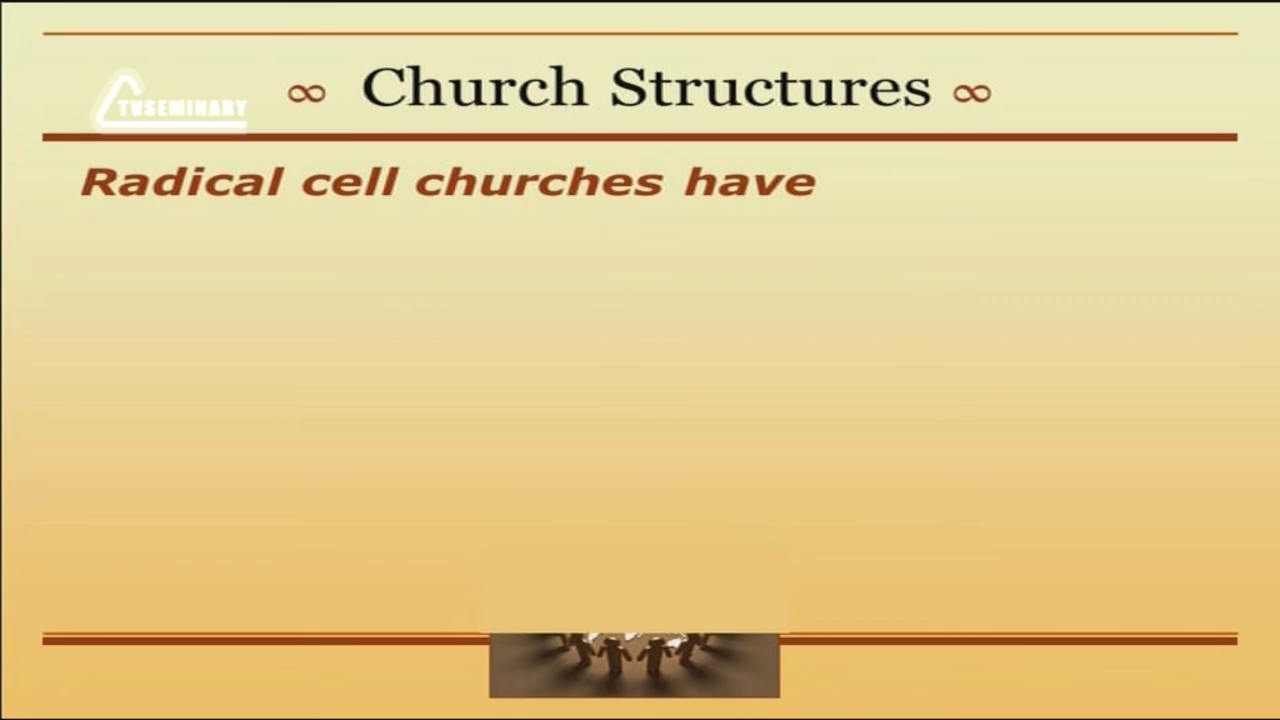 ∞ Church Structures ∞
TVSEMINARY
Radical cell churches have